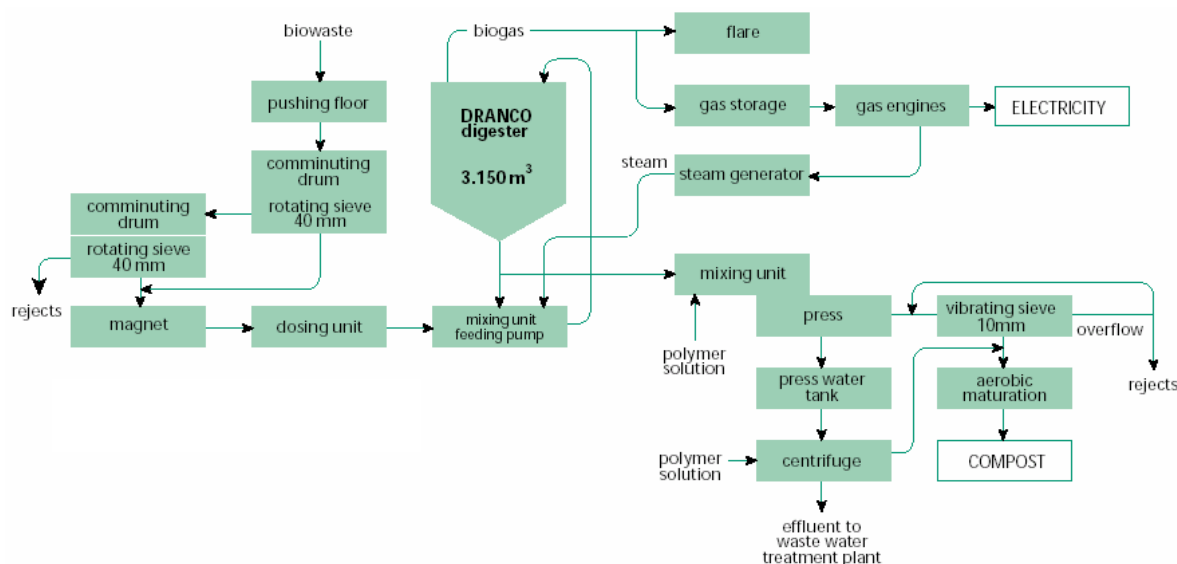 biowaste
biogas
flare
pushing floor
DRANCO
digester
3.150 m³
gas storage
gas engines
ELECTRICITY
comminuting
drum
rotating sieve
40 mm
steam
steam generator
comminuting
drum
rotating sieve
40 mm
rejects
magnet
dosing unit
mixing unit
feeding pump
mixing unit
press
vibrating sieve
10mm
overflow
polymer
solution
press water
tank
aerobic
maturation
rejects
polymer
solution
centrifuge
COMPOST
effluent to
waste water
treatment plant